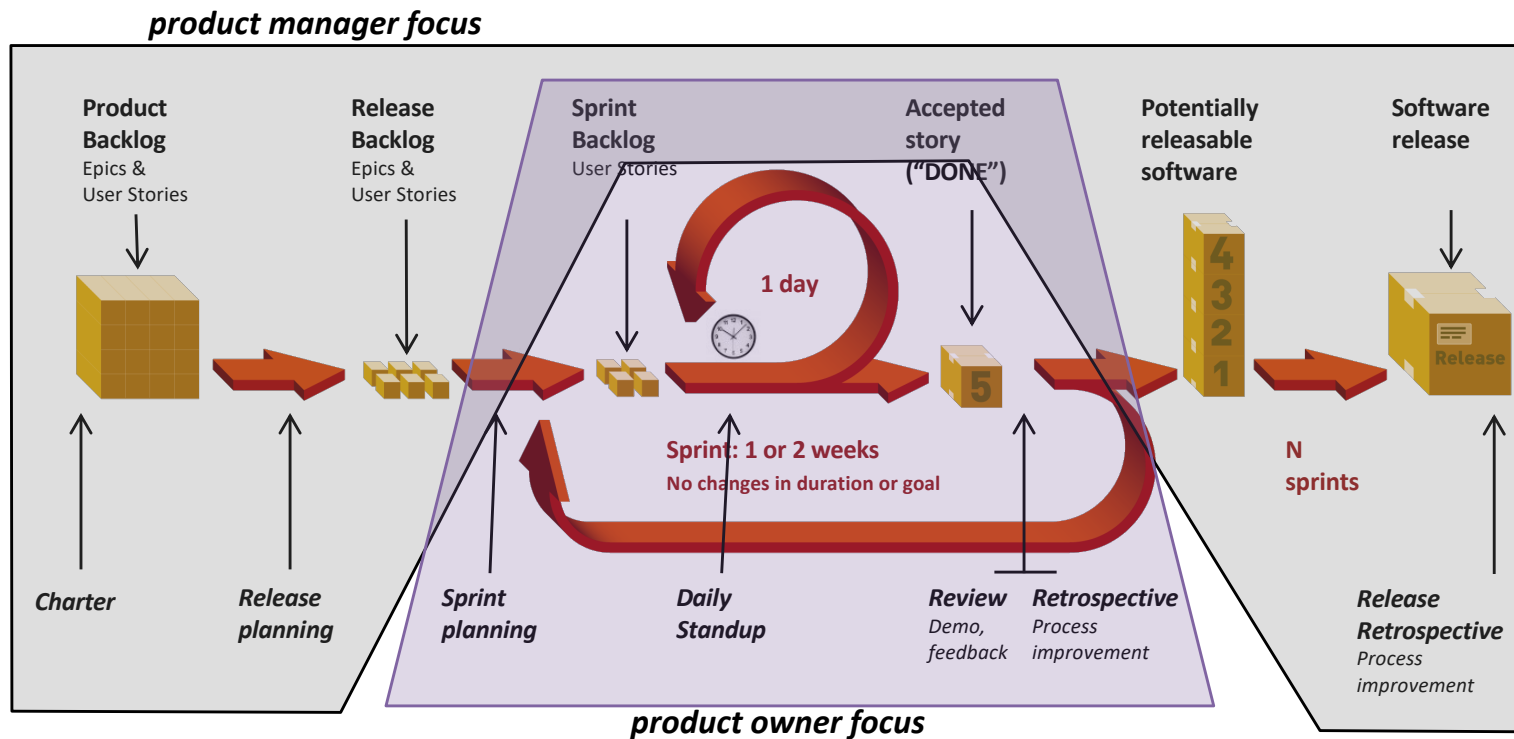 product manager focus
Product
Backlog
Epics &
User Stories
Release
Backlog
Epics &
User Stories
Sprint
Backlog
User Stories
Accepted
story
(“DONE”)
Potentially
releasable
software
Software
release
1 day
4
3
2
1
Release
5
Sprint: 1 or 2 weeks
No changes in duration or goal
N
sprints
Charter
Release
planning
Sprint
planning
Daily
Standup
Review
Demo,
feedback
Retrospective
Process
improvement
Release
Retrospective
Process
improvement
product owner focus